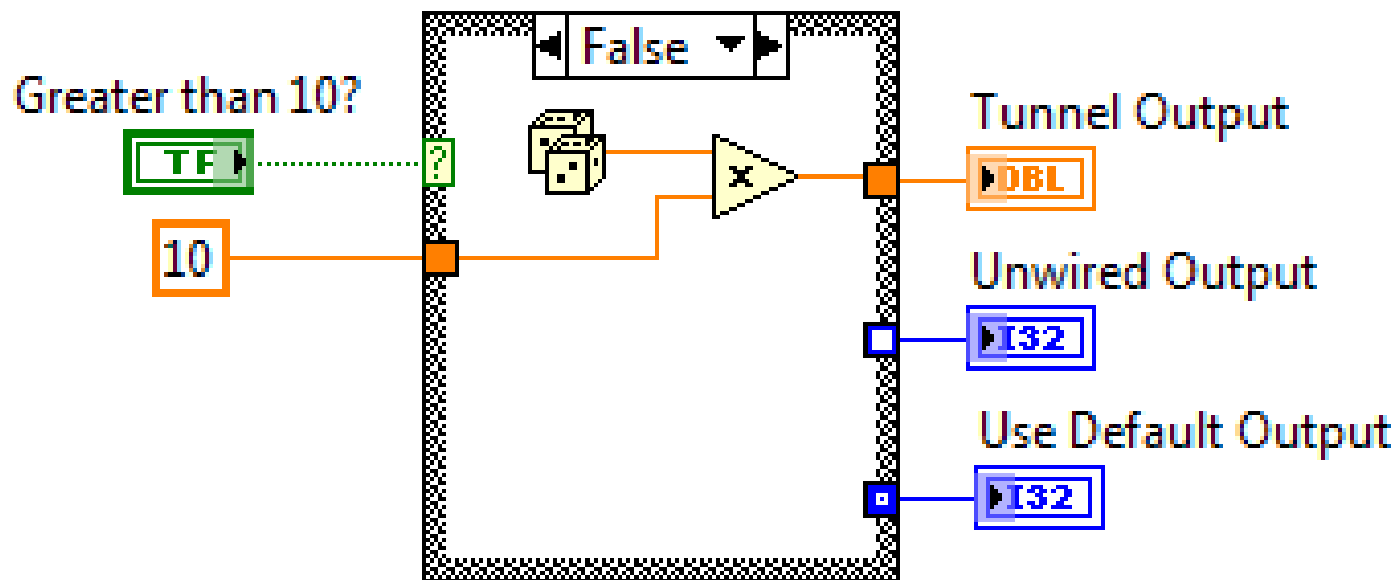 False
Greater than 10?
?
TF
10
x
Tunnel Output
DBL
Unwired Output
I32
Use Default Output
I32